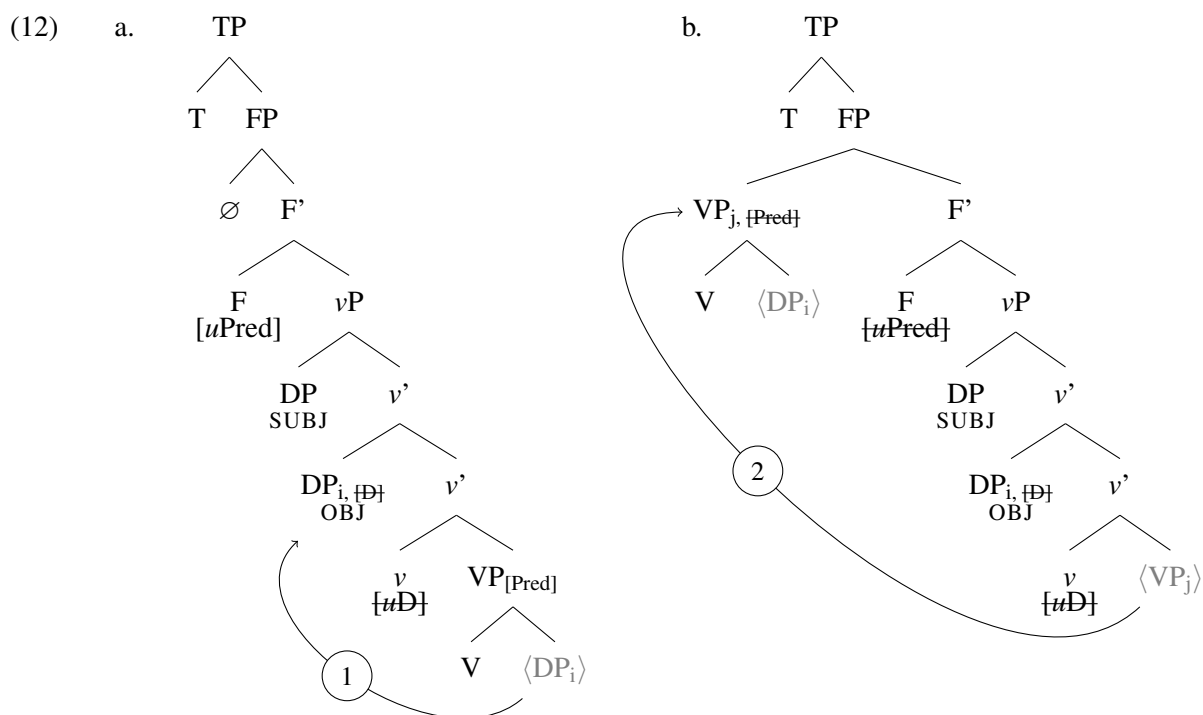 (12) a. TP b. TP
T FP T FP
∅ F’ VPj, [Pred] F’
F vP V ⟨DPi⟩ F vP
[uPred] [uPred]
DP v’ DP v’
SUBJ SUBJ
DPi, [D] v’ 2 DPi, [D] v’
OBJ OBJ
v VP[Pred] v ⟨VPj⟩
[uD] [uD]
V ⟨DPi⟩
1